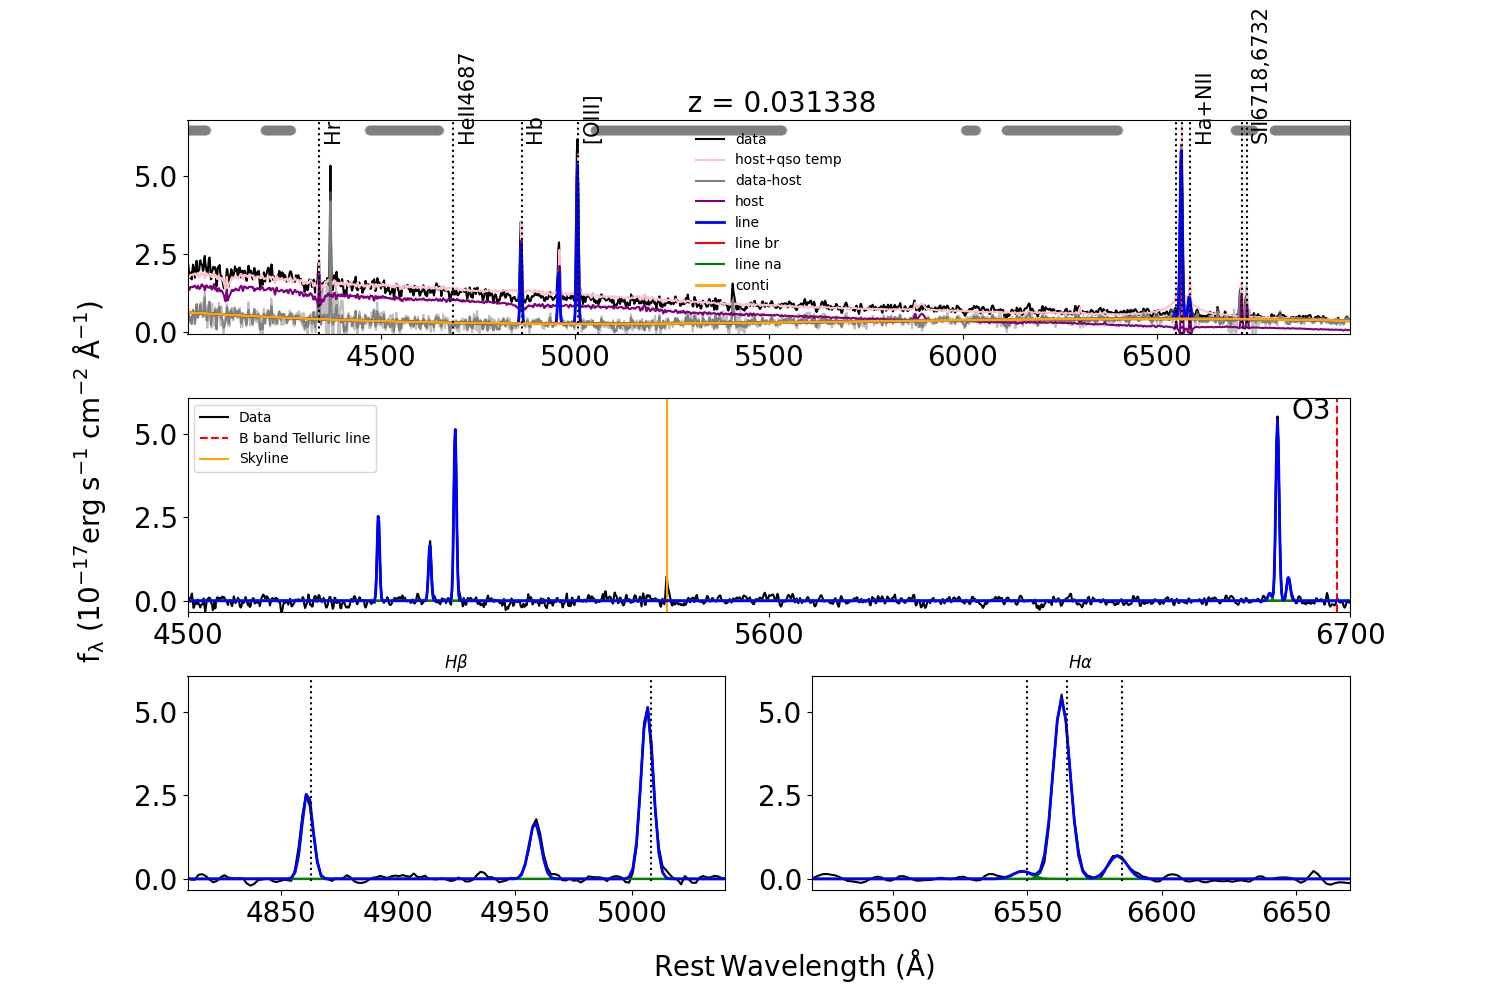 z = 0.031338
Hr
HeII4687
Hb
[OIII]
Ha+NII
SII6718,6732
data
host+qso temp
data-host
host
line
line br
line na
conti
5.0
2.5
0.0
4500 5000 5500 6000 6500
fλ (10−17erg s−1 cm−2 Å−1)
Data
B band Telluric line
Skyline
O3
5.0
2.5
0.0
4500 5600 6700
Hβ
5.0
2.5
0.0
4850 4900 4950 5000
Hα
5.0
2.5
0.0
6500 6550 6600 6650
Rest Wavelength (Å)